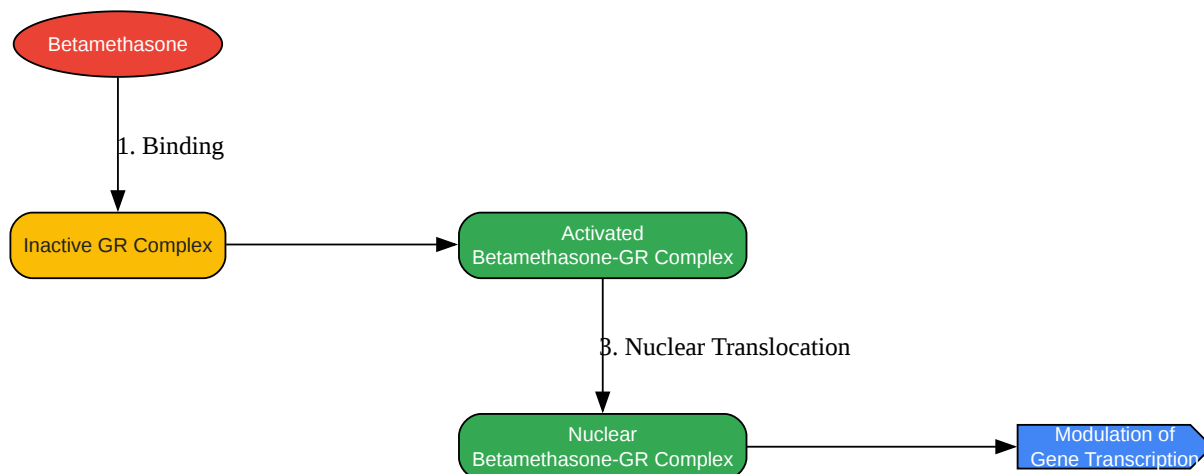 Betamethasone
1. Binding
Inactive GR Complex
Activated
Betamethasone-GR Complex
3. Nuclear Translocation
Nuclear
Betamethasone-GR Complex
Modulation of
Gene Transcription